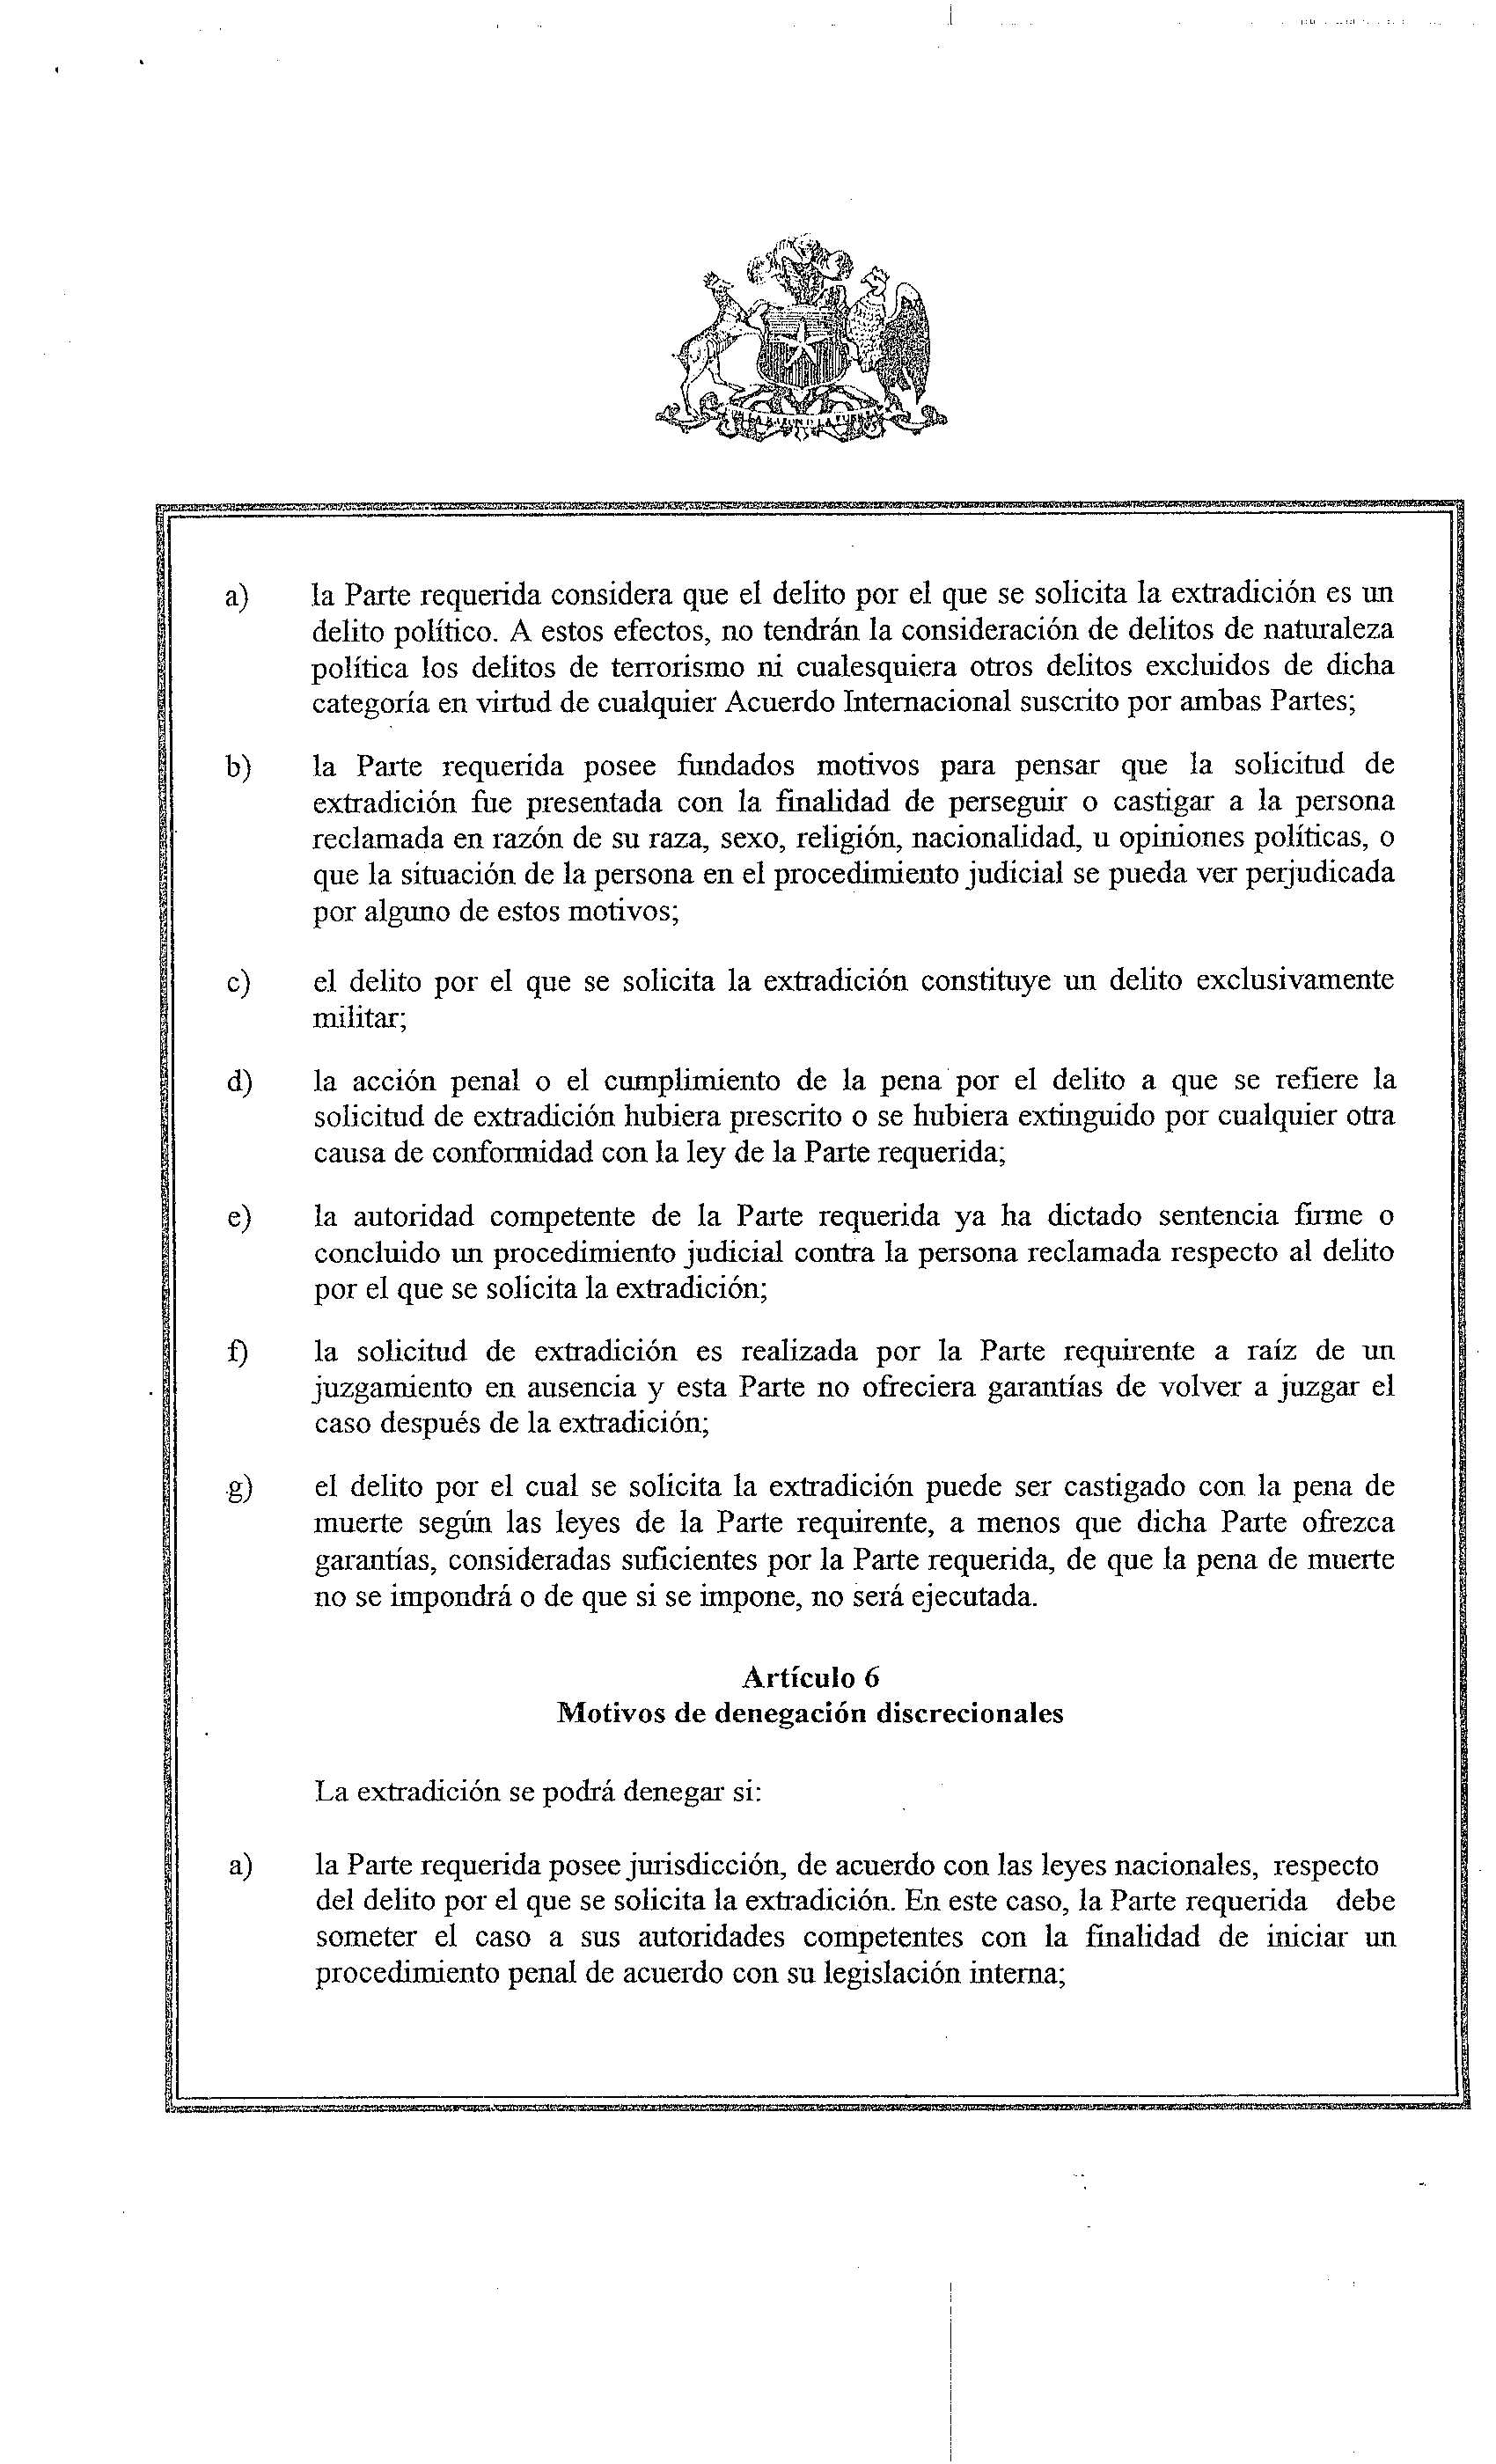 a) la Parte requerida considera que el delito por el que se solicita la extradición es un
delito político. A estos efectos, no tendrán la consideración de delitos de naturaleza
política los delitos de terrorismo ni cualesquiera otros delitos excluidos de dicha
categoría en virtud de cualquier Acuerdo Internacional suscrito por ambas Partes;
b) la Parte requerida posee fundados motivos para pensar que la solicitud de
extradición fue presentada con la finalidad de perseguir o castigar a la persona
reclamada en razón de su raza, sexo, religión, nacionalidad, u opiniones políticas, o
que la situación de la persona en el procedimiento judicial se pueda ver perjudicada
por alguno de estos motivos;
c) el delito por el que se solicita la extradición constituye un delito exclusivamente
militar;
d) la acción penal o el cumplimiento de la pena por el delito a que se refiere la
solicitud de extradición hubiera prescrito o se hubiera extinguido por cualquier otra
causa de conformidad con la ley de la Parte requerida;
e) la autoridad competente de la Parte requerida ya ha dictado sentencia firme o
concluido un procedimiento judicial contra la persona reclamada respecto al delito
por el que se solicita la extradición;
f) la solicitud de extradición es realizada por la Parte requirente a raíz de un
juzgamiento en ausencia y esta Parte no ofreciera garantías de volver a juzgar el
caso después de la extradición;
g) el delito por el cual se solicita la extradición puede ser castigado con la pena de
muerte según las leyes de la Parte requirente, a menos que dicha Parte ofrezca
garantías, consideradas suficientes por la Parte requerida, de que la pena de muerte
no se impondrá o de que si se impone, no será ejecutada.
Artículo 6
Motivos de denegación discrecionales
La extradición se podrá denegar si:
a) la Parte requerida posee jurisdicción, de acuerdo con las leyes nacionales, respecto
del delito por el que se solicita la extradición. En este caso, la Parte requerida debe
someter el caso a sus autoridades competentes con la finalidad de iniciar un
procedimiento penal de acuerdo con su legislación interna;